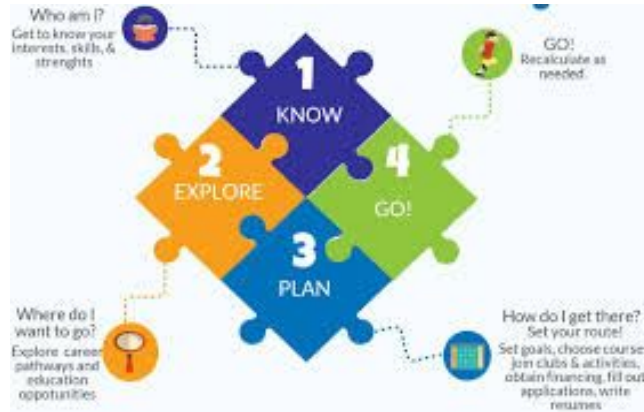 Who am I?
Get to know your
interests, skills, &
strenghts
GO!
Recalculate as
needed.
1
KNOW
2
EXPLORE
4
GO!
3
PLAN
Where do I
want to go?
Explore career
pathways and
education
oppotunities
How do I get there?
Set your route!
Set goals, choose course
join clubs & activities,
obtain financing, fill out
applications, write
resumes